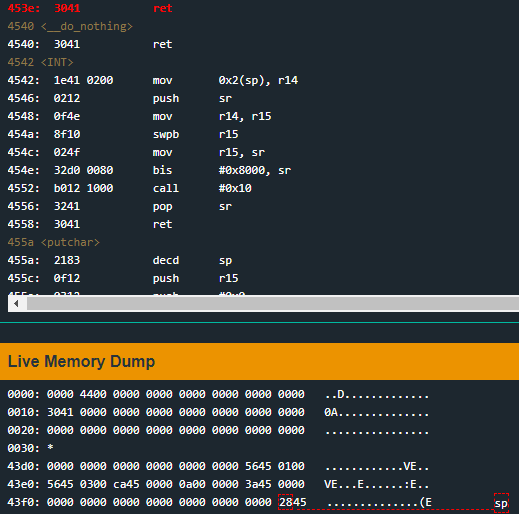 453e: 3041 ret
4540 <__do_nothing>
4540: 3041 ret
4542 <INT>
4542: 1e41 0200 mov 0x2(sp), r14
4546: 0212 push sr
4548: 0f4e mov r14, r15
454a: 8f10 swpb r15
454c: 024f mov r15, sr
454e: 32d0 0080 bis #0x8000, sr
4552: b012 1000 call #0x10
4556: 3241 pop sr
4558: 3041 ret
455a <putchar>
455a: 2183 decd sp
455c: 0f12 push r15
Live Memory Dump
0000: 0000 4400 0000 0000 0000 0000 0000 0000 ..D.............
0010: 3041 0000 0000 0000 0000 0000 0000 0000 0A..............
0020: 0000 0000 0000 0000 0000 0000 0000 0000 ................
0030: *
43d0: 0000 0000 0000 0000 0000 0000 5645 0100 ............VE..
43e0: 5645 0300 ca45 0000 0a00 0000 3a45 0000 VE...E......:E..
43f0: 0000 0000 0000 0000 0000 0000 0000 2845 ..............(E sp